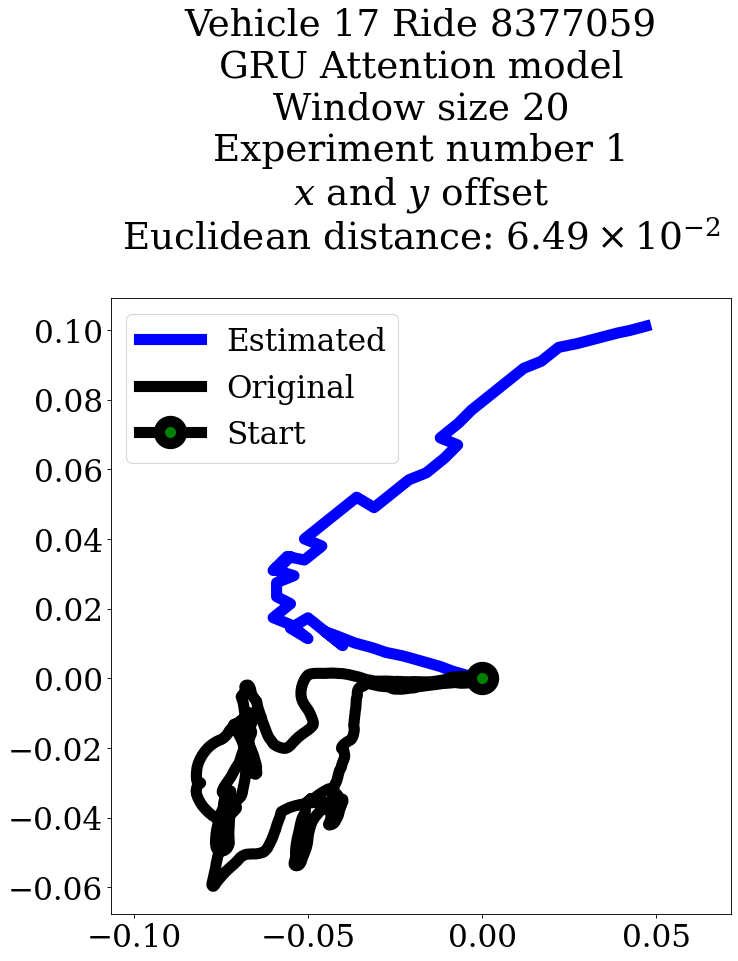 Vehicle 17 Ride 8377059
GRU Attention model
Window size 20
Experiment number 1
x and y offset
Euclidean distance: 6.49 × 10⁻²
Estimated
Original
Start
0.10
0.08
0.06
0.04
0.02
0.00
−0.02
−0.04
−0.06
−0.10 −0.05 0.00 0.05